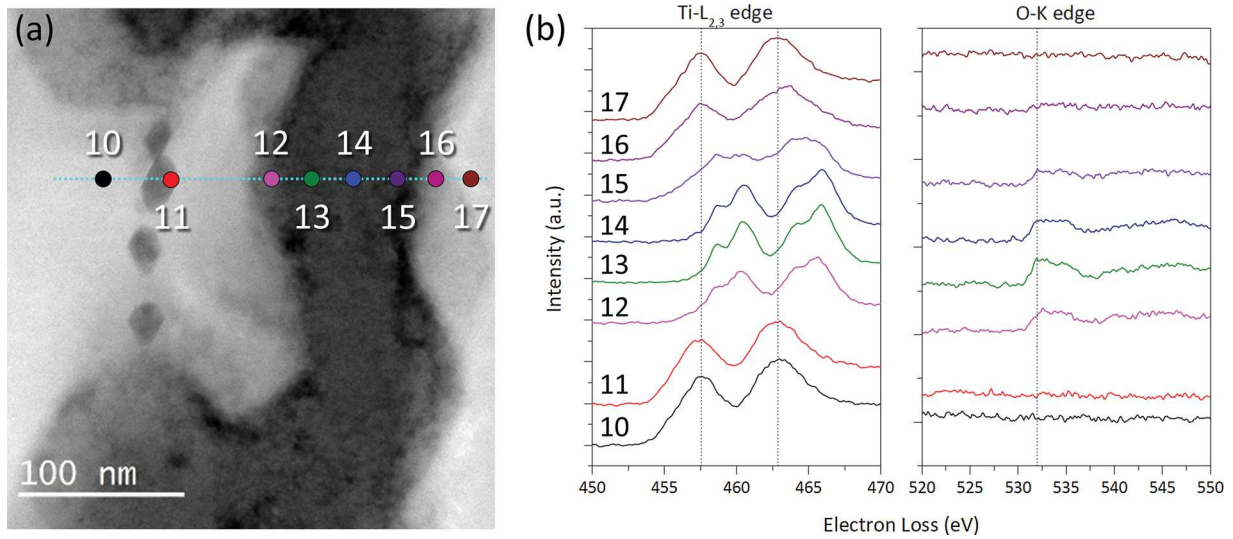 (a)
10
12
14
16
11
13
15
17
100 nm
(b)
Ti-L2,3 edge
O-K edge
Intensity (a.u.)
17
16
15
14
13
12
11
10
450 455 460 465 470
520 525 530 535 540 545 550
Electron Loss (eV)